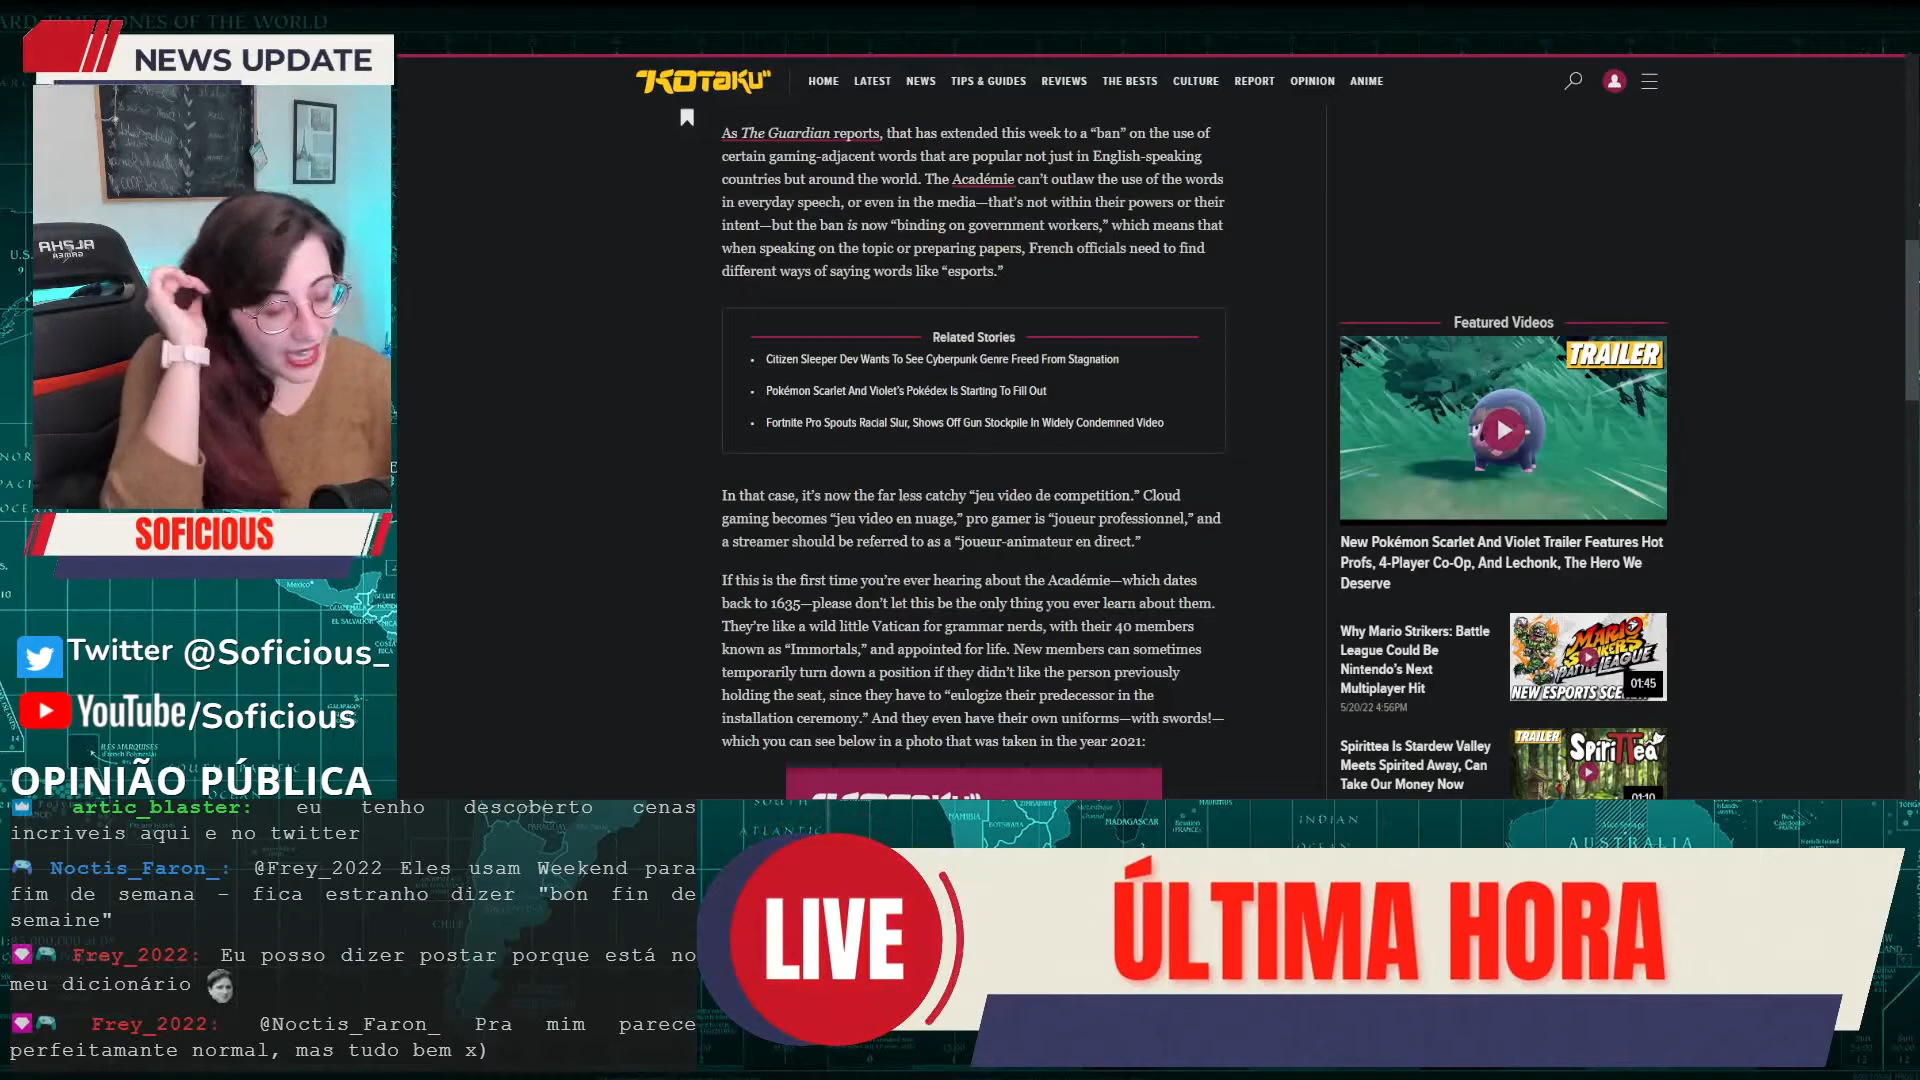 NEWS UPDATE
KOTAKU
HOME LATEST NEWS TIPS & GUIDES REVIEWS THE BESTS CULTURE REPORT OPINION ANIME
As The Guardian reports, that has extended this week to a “ban” on the use of
certain gaming-adjacent words that are popular not just in English-speaking
countries but around the world. The Académie can’t outlaw the use of the words
in everyday speech, or even in the media—that’s not within their powers or their
intent—but the ban is now “binding on government workers,” which means that
when speaking on the topic or preparing papers, French officials need to find
different ways of saying words like “esports.”
Related Stories
Citizen Sleeper Dev Wants To See Cyberpunk Genre Freed From Stagnation
Pokémon Scarlet And Violet’s Pokédex Is Starting To Fill Out
Fortnite Pro Spouts Racial Slur, Shows Off Gun Stockpile In Widely Condemned Video
In that case, it’s now the far less catchy “jeu video de competition.” Cloud
gaming becomes “jeu video en nuage,” pro gamer is “joueur professionnel,” and
a streamer should be referred to as a “joueur-animateur en direct.”
If this is the first time you’re ever hearing about the Académie—which dates
back to 1635—please don’t let this be the only thing you ever learn about them.
They’re like a wild little Vatican for grammar nerds, with their 40 members
known as “Immortals,” and appointed for life. New members can sometimes
temporarily turn down a position if they didn’t like the person previously
holding the seat, since they have to “eulogize their predecessor in the
installation ceremony.” And they even have their own uniforms—with swords!—
which you can see below in a photo that was taken in the year 2021:
Featured Videos
TRAILER
New Pokémon Scarlet And Violet Trailer Features Hot
Profs, 4-Player Co-Op, And Lechonk, The Hero We
Deserve
Why Mario Strikers: Battle
League Could Be
Nintendo’s Next
Multiplayer Hit
5/20/22 4:56PM
MARIO
STRIKERS
BATTLE LEAGUE
01:45
Spirittea Is Stardew Valley
Meets Spirited Away, Can
Take Our Money Now
TRAILER
SPIRITTea
01:10
SOFICIOUS
Twitter @Soficious_
YouTube/Soficious
OPINIÃO PÚBLICA
artic_blaster: eu tenho descoberto cenas
incriveis aqui e no twitter
Noctis_Faron_: @Frey_2022 Eles usam Weekend para
fim de semana - fica estranho dizer "bon fin de
semaine"
Frey_2022: Eu posso dizer postar porque está no
meu dicionário
Frey_2022: @Noctis_Faron_ Pra mim parece
perfeitamante normal, mas tudo bem x)
LIVE
ÚLTIMA HORA
INDIAN
OCEAN
AUSTRALIA
MADAGASCAR
NAMIBIA
BOTSWANA